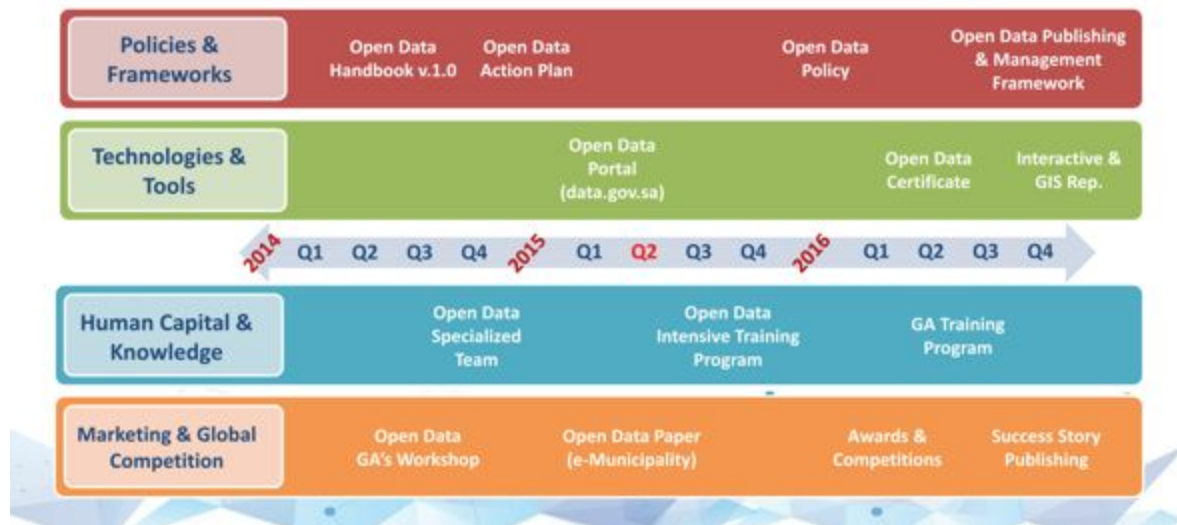 Policies &
Frameworks
Open Data
Handbook v.1.0
Open Data
Action Plan
Open Data
Policy
Open Data Publishing
& Management
Framework
Technologies &
Tools
Open Data
Portal
(data.gov.sa)
Open Data
Certificate
Interactive &
GIS Rep.
2014 Q1 Q2 Q3 Q4 2015 Q1 Q2 Q3 Q4 2016 Q1 Q2 Q3 Q4
Human Capital &
Knowledge
Open Data
Specialized
Team
Open Data
Intensive Training
Program
GA Training
Program
Marketing & Global
Competition
Open Data
GA's Workshop
Open Data Paper
(e-Municipality)
Awards &
Competitions
Success Story
Publishing